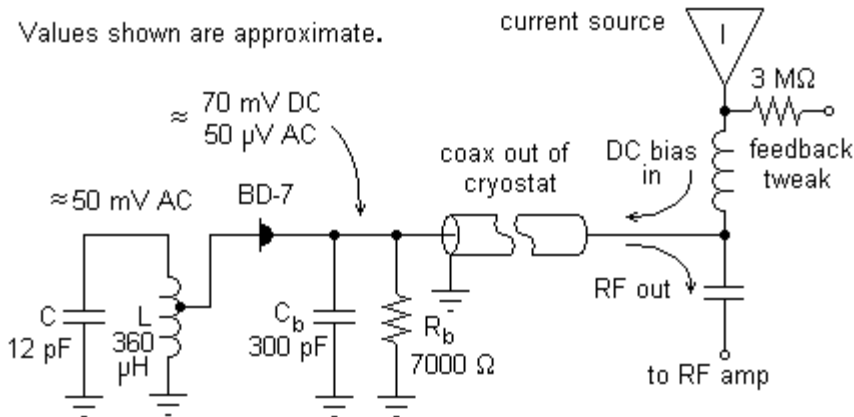 Values shown are approximate.
current source
I
3 MΩ
≈ 70 mV DC
50 µV AC
coax out of
cryostat
DC bias
in
feedback
tweak
≈50 mV AC
BD-7
RF out
C
12 pF
L
360
µH
C_b
300 pF
R_b
7000 Ω
to RF amp